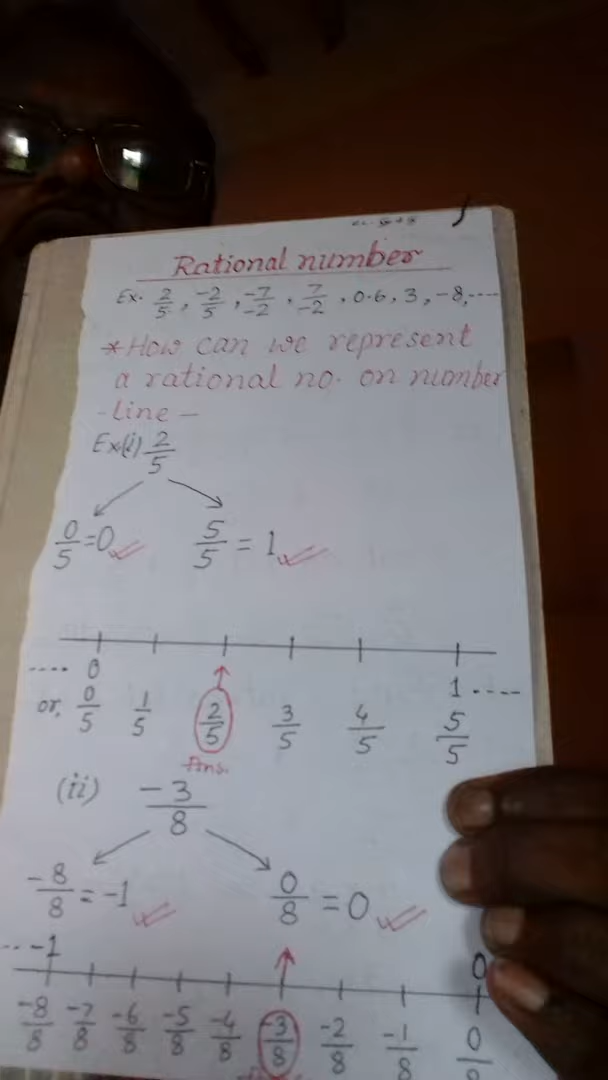 Rational number
Ex. 2/5, -2/5, -7/-2, 7/-2, 0.6, 3, -8,----
*How can we represent
a rational no. on number
-line-
Ex.(i) 2/5
0/5=0 5/5=1
.... 0 1 ....
or, 0/5 1/5 2/5 3/5 4/5 5/5
Ans.
(ii) -3/8
-8/8=-1 0/8=0
..-1 0
-8/8 -7/8 -6/8 -5/8 -4/8 -3/8 -2/8 -1/8 0/8